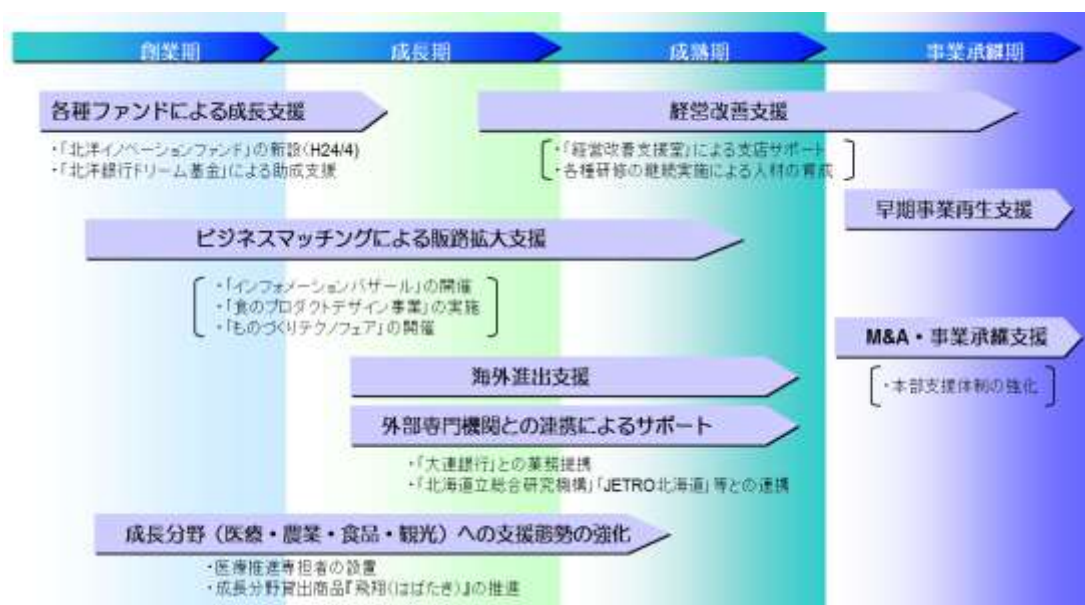 創業期
成長期
成熟期
事業承継期
各種ファンドによる成長支援
・「北洋イノベーションファンド」の新設(H24/4)
・「北洋銀行ドリーム基金」による助成支援
経営改善支援
・「経営改善支援室」による支店サポート
・各種研修の継続実施による人材の育成
早期事業再生支援
ビジネスマッチングによる販路拡大支援
・「インフォメーションバザール」の開催
・「食のプロダクトデザイン事業」の実施
・「ものづくりテクノフェア」の開催
M&A・事業承継支援
・本部支援体制の強化
海外進出支援
外部専門機関との連携によるサポート
・「大連銀行」との業務提携
・「北海道立総合研究機構」「JETRO北海道」等との連携
成長分野（医療・農業・食品・観光）への支援態勢の強化
・医療推進専担者の設置
・成長分野貸出商品『飛翔(はばたき)』の推進